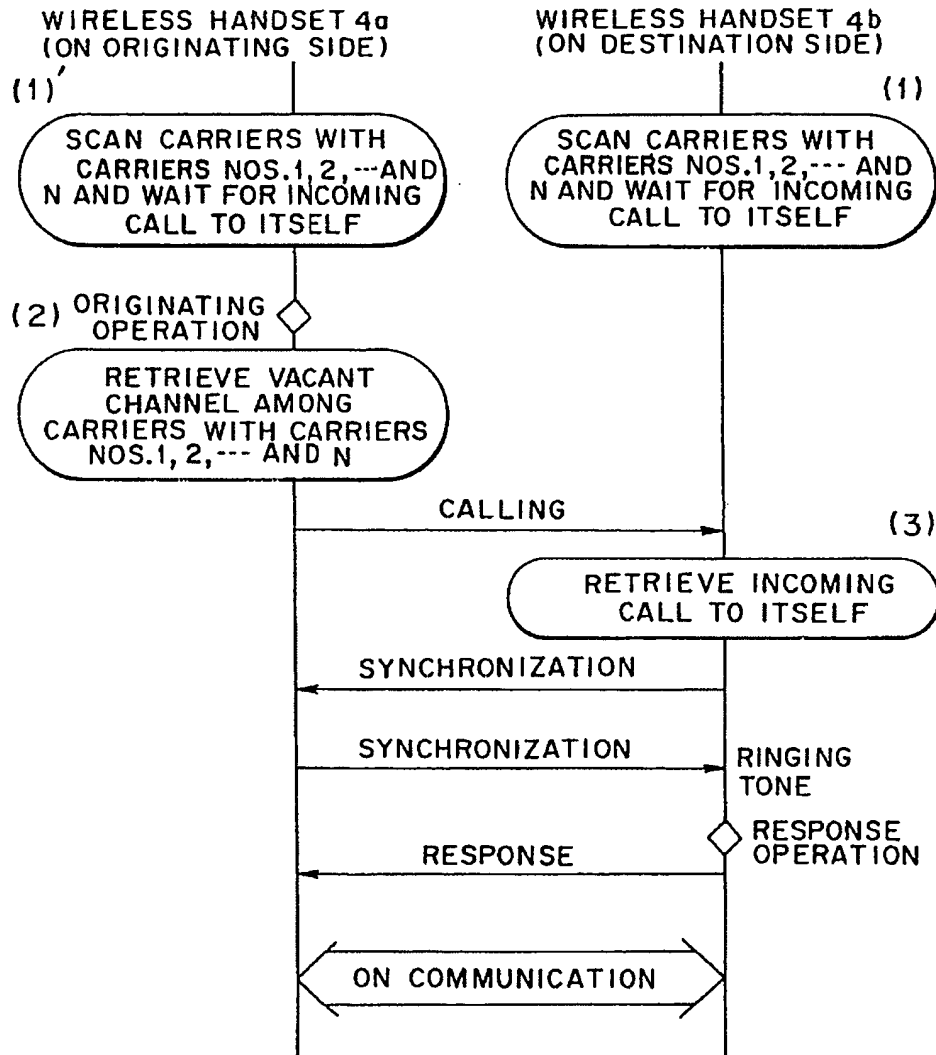 WIRELESS HANDSET 4a
(ON ORIGINATING SIDE)
WIRELESS HANDSET 4b
(ON DESTINATION SIDE)
(1)′
(1)
SCAN CARRIERS WITH
CARRIERS NOS.1, 2, --- AND
N AND WAIT FOR INCOMING
CALL TO ITSELF
SCAN CARRIERS WITH
CARRIERS NOS.1, 2, --- AND
N AND WAIT FOR INCOMING
CALL TO ITSELF
(2)
ORIGINATING
OPERATION
RETRIEVE VACANT
CHANNEL AMONG
CARRIERS WITH CARRIERS
NOS.1, 2, --- AND N
CALLING
(3)
RETRIEVE INCOMING
CALL TO ITSELF
SYNCHRONIZATION
SYNCHRONIZATION
RINGING
TONE
RESPONSE
OPERATION
RESPONSE
ON COMMUNICATION